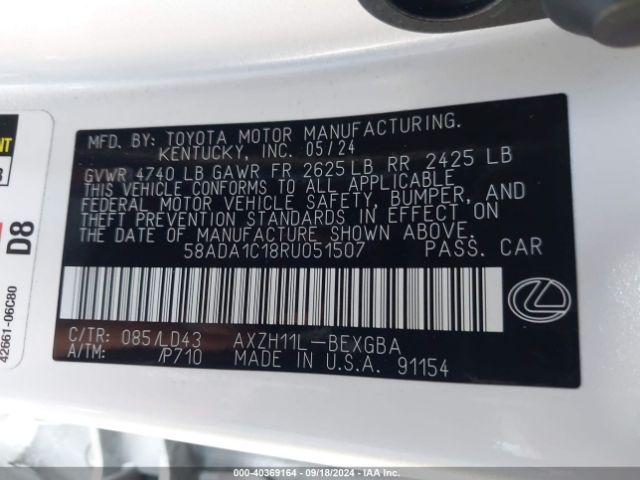 MFD. BY: TOYOTA MOTOR MANUFACTURING.
KENTUCKY, INC. 05/24
GVWR 4740 LB GAWR FR 2625 LB RR 2425 LB
THIS VEHICLE CONFORMS TO ALL APPLICABLE
FEDERAL MOTOR VEHICLE SAFETY, BUMPER, AND
THEFT PREVENTION STANDARDS IN EFFECT ON
THE DATE OF MANUFACTURE SHOWN ABOVE.
58ADA1C18RU051507 PASS. CAR
C/TR: 085/LD43 AXZH11L-BEXGBA
A/TM: /P710 MADE IN U.S.A. 91154
D8
42661-06C80
000-40369164 - 09/18/2024 - IAA Inc.